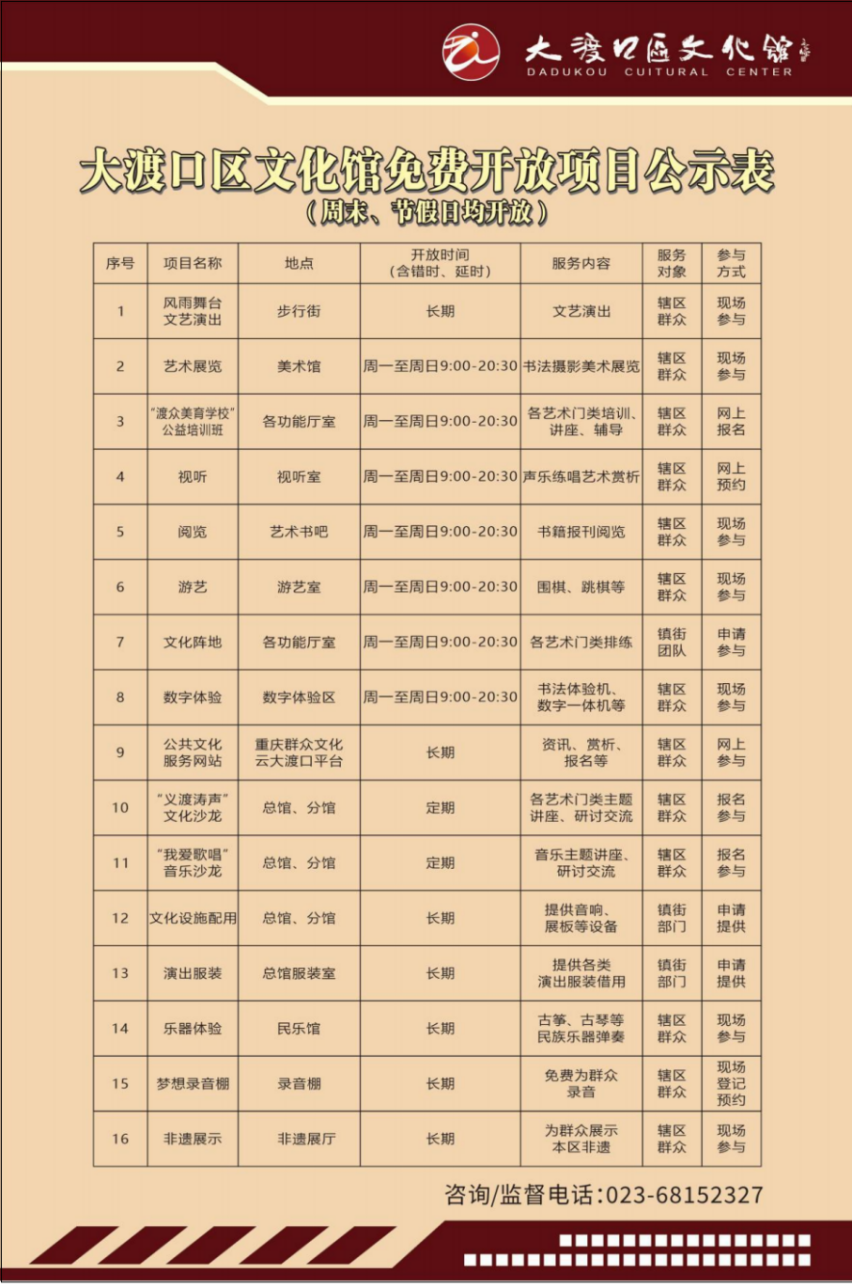 大渡口区文化馆
DADUKOU CUITURAL CENTER
大渡口区文化馆免费开放项目公示表
（周末、节假日均开放）
序号 项目名称 地点 开放时间（含错时、延时） 服务内容 服务对象 参与方式
1 风雨舞台文艺演出 步行街 长期 文艺演出 辖区群众 现场参与
2 艺术展览 美术馆 周一至周日9:00-20:30 书法摄影美术展览 辖区群众 现场参与
3 “渡众美育学校”公益培训班 各功能厅室 周一至周日9:00-20:30 各艺术门类培训、讲座、辅导 辖区群众 网上报名
4 视听 视听室 周一至周日9:00-20:30 声乐练唱艺术赏析 辖区群众 网上预约
5 阅览 艺术书吧 周一至周日9:00-20:30 书籍报刊阅览 辖区群众 现场参与
6 游艺 游艺室 周一至周日9:00-20:30 围棋、跳棋等 辖区群众 现场参与
7 文化阵地 各功能厅室 周一至周日9:00-20:30 各艺术门类排练 镇街团队 申请参与
8 数字体验 数字体验区 周一至周日9:00-20:30 书法体验机、数字一体机等 辖区群众 现场参与
9 公共文化服务网站 重庆群众文化云大渡口平台 长期 资讯、赏析、报名等 辖区群众 网上参与
10 “义渡涛声”文化沙龙 总馆、分馆 定期 各艺术门类主题讲座、研讨交流 辖区群众 报名参与
11 “我爱歌唱”音乐沙龙 总馆、分馆 定期 音乐主题讲座、研讨交流 辖区群众 报名参与
12 文化设施配用 总馆、分馆 长期 提供音响、展板等设备 镇街部门 申请提供
13 演出服装 总馆服装室 长期 提供各类演出服装借用 镇街部门 申请提供
14 乐器体验 民乐馆 长期 古筝、古琴等民族乐器弹奏 辖区群众 现场参与
15 梦想录音棚 录音棚 长期 免费为群众录音 辖区群众 现场登记预约
16 非遗展示 非遗展厅 长期 为群众展示本区非遗 辖区群众 现场参与
咨询/监督电话：023-68152327